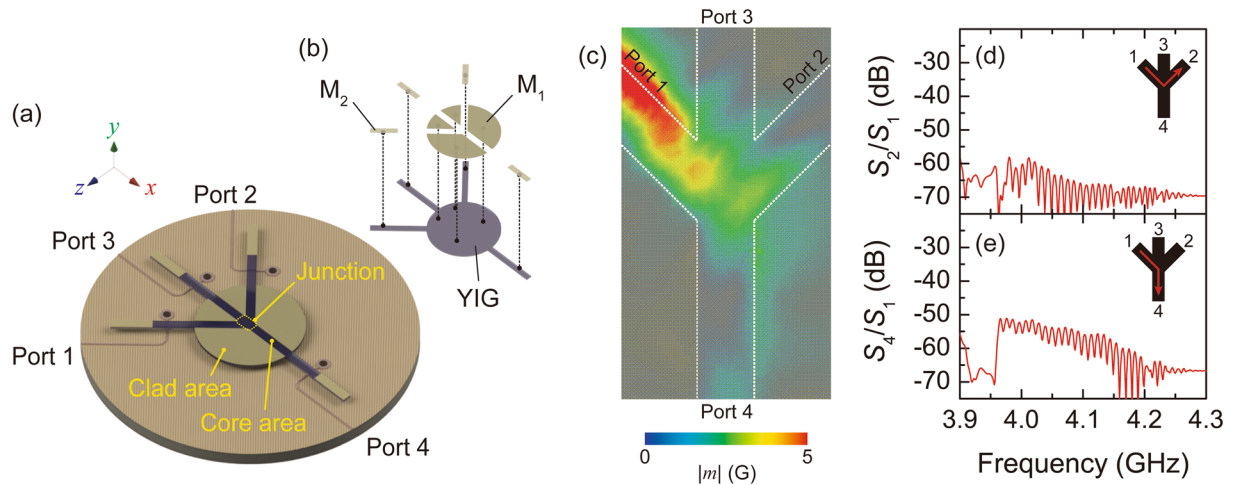 (a)
y
z
x
Port 2
Port 3
Port 1
Junction
Clad area
Core area
Port 4
(b)
M2
M1
YIG
(c)
Port 3
Port 1
Port 2
Port 4
0
5
|m| (G)
(d)
S2/S1 (dB)
-30
-40
-50
-60
-70
3
1
2
4
(e)
S4/S1 (dB)
-30
-40
-50
-60
-70
3
1
2
4
3.9
4.0
4.1
4.2
4.3
Frequency (GHz)